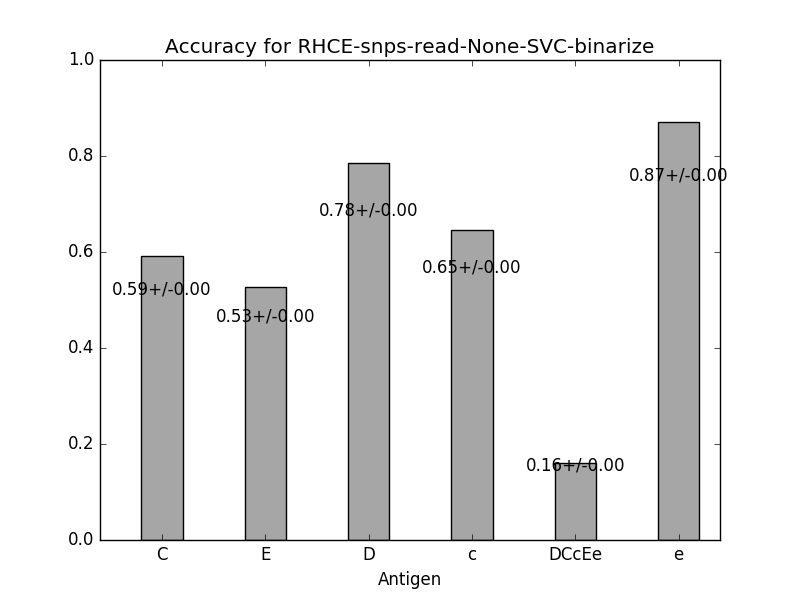 Accuracy for RHCE-snps-read-None-SVC-binarize
1.0
0.8
0.6
0.4
0.2
0.0
0.59+/-0.00
0.53+/-0.00
0.78+/-0.00
0.65+/-0.00
0.16+/-0.00
0.87+/-0.00
C
E
D
c
DCcEe
e
Antigen